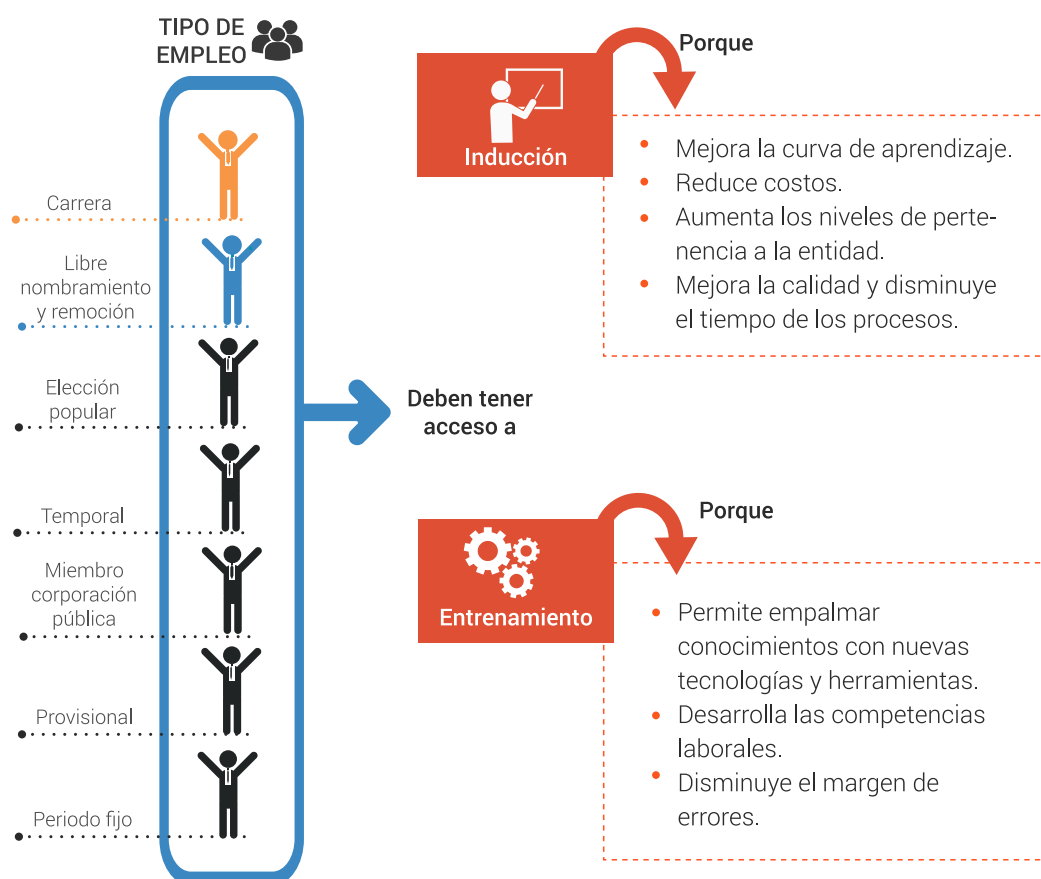 TIPO DE
EMPLEO
Carrera
Libre
nombramiento
y remoción
Elección
popular
Temporal
Miembro
corporación
pública
Provisional
Periodo fijo
Deben tener
acceso a
Inducción
Porque
• Mejora la curva de aprendizaje.
• Reduce costos.
• Aumenta los niveles de perte-
nencia a la entidad.
• Mejora la calidad y disminuye
el tiempo de los procesos.
Entrenamiento
Porque
• Permite empalmar
conocimientos con nuevas
tecnologías y herramientas.
• Desarrolla las competencias
laborales.
• Disminuye el margen de
errores.